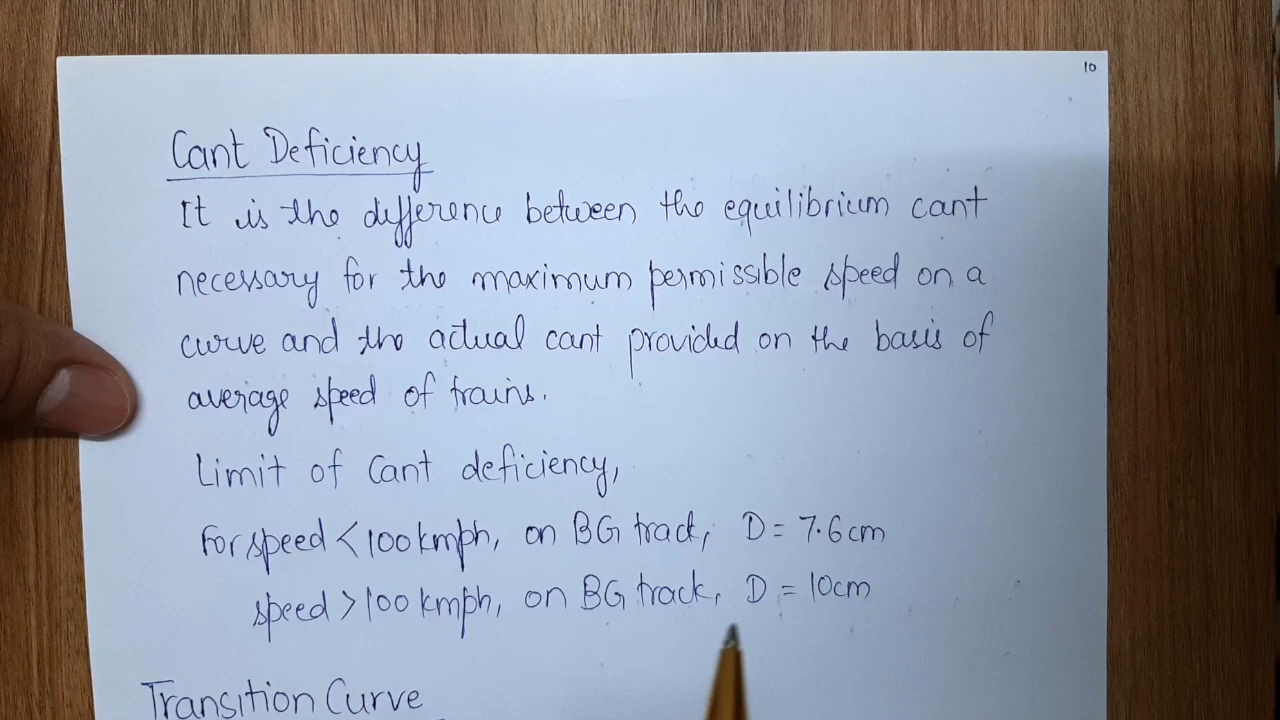 10
Cant Deficiency
It is the difference between the equilibrium cant
necessary for the maximum permissible speed on a
curve and the actual cant provided on the basis of
average speed of trains.
Limit of Cant deficiency,
For speed < 100 kmph, on BG track, D = 7.6 cm
speed > 100 kmph, on BG track, D = 10cm
Transition Curve